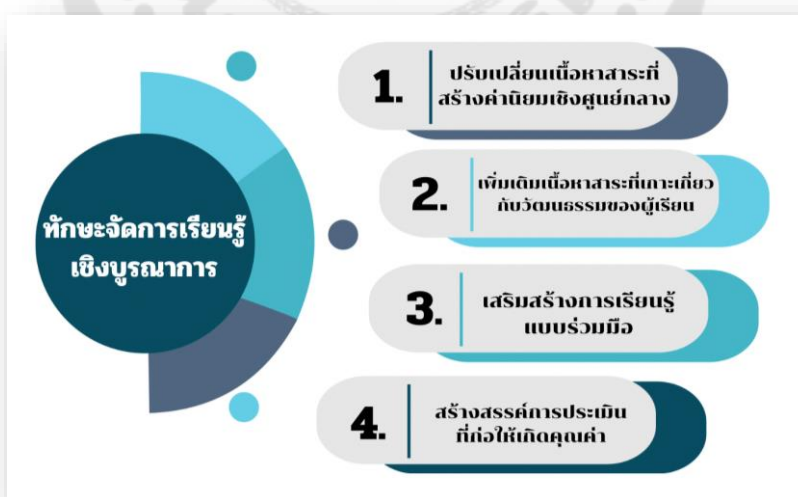 ทักษะจัดการเรียนรู้
เชิงบูรณาการ
1.
ปรับเปลี่ยนเนื้อหาสาระที่
สร้างค่านิยมเชิงศูนย์กลาง
2.
เพิ่มเติมเนื้อหาสาระที่เกาะเกี่ยว
กับวัฒนธรรมของผู้เรียน
3.
เสริมสร้างการเรียนรู้
แบบร่วมมือ
4.
สร้างสรรค์การประเมิน
ที่ก่อให้เกิดคุณค่า